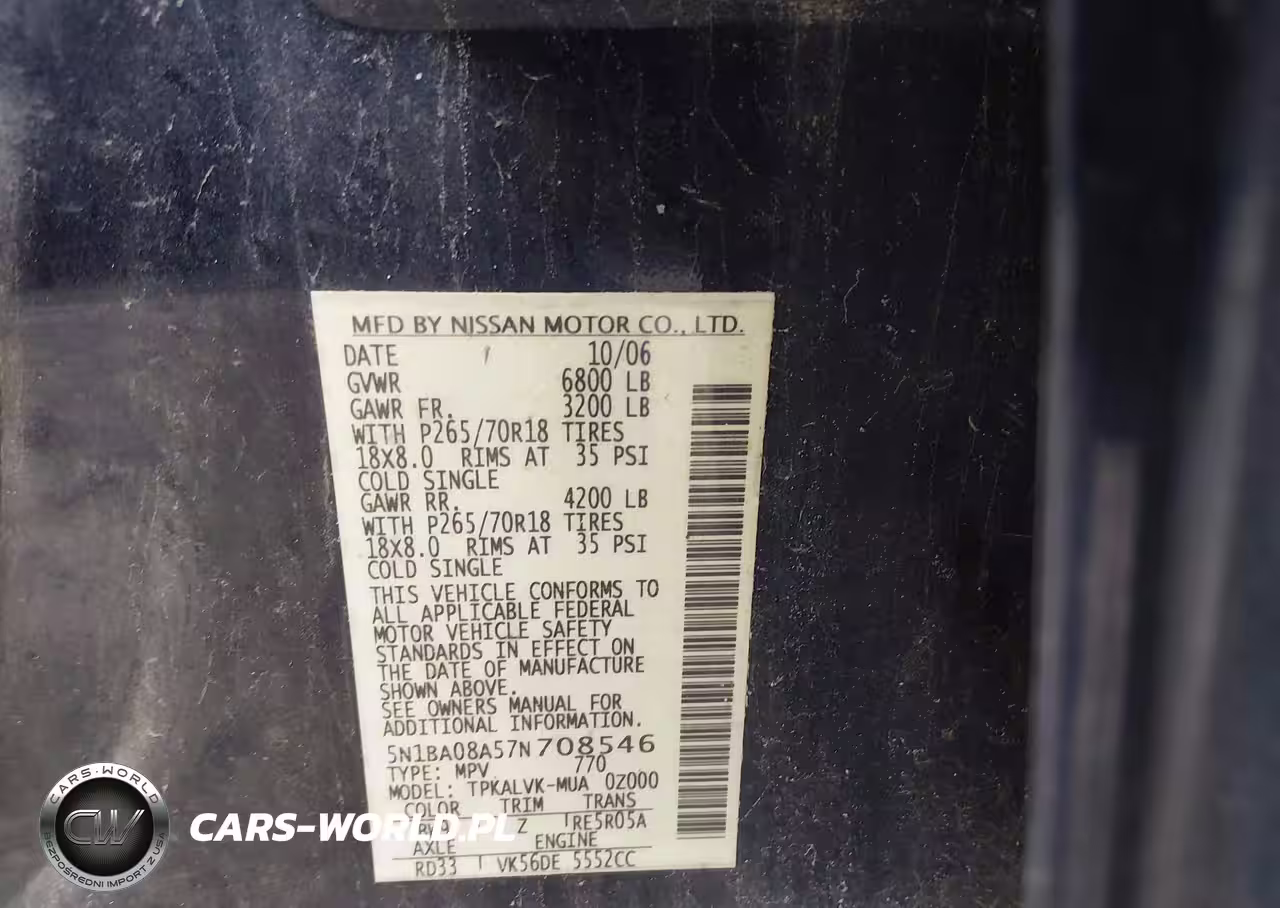 MFD BY NISSAN MOTOR CO., LTD.
DATE 10/06
GVWR 6800 LB
GAWR FR. 3200 LB
WITH P265/70R18 TIRES
18X8.0 RIMS AT 35 PSI
COLD SINGLE
GAWR RR. 4200 LB
WITH P265/70R18 TIRES
18X8.0 RIMS AT 35 PSI
COLD SINGLE
THIS VEHICLE CONFORMS TO
ALL APPLICABLE FEDERAL
MOTOR VEHICLE SAFETY
STANDARDS IN EFFECT ON
THE DATE OF MANUFACTURE
SHOWN ABOVE.
SEE OWNERS MANUAL FOR
ADDITIONAL INFORMATION.
5N1BA08A57N708546
TYPE: MPV 770
MODEL: TPKALVK-MUA 0Z000
COLOR TRIM TRANS
Z RE5R05A
AXLE ENGINE
RD33 VK56DE 5552CC
CARS-WORLD
CW
BEZPOŚREDNI IMPORT Z USA
CARS-WORLD.PL